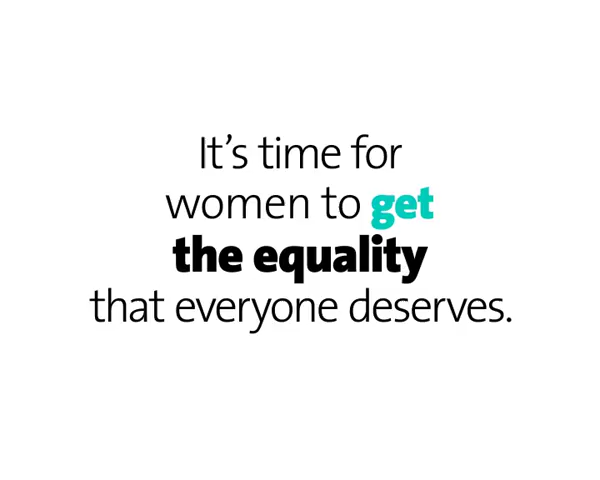 It’s time for
women to get
the equality
that everyone deserves.